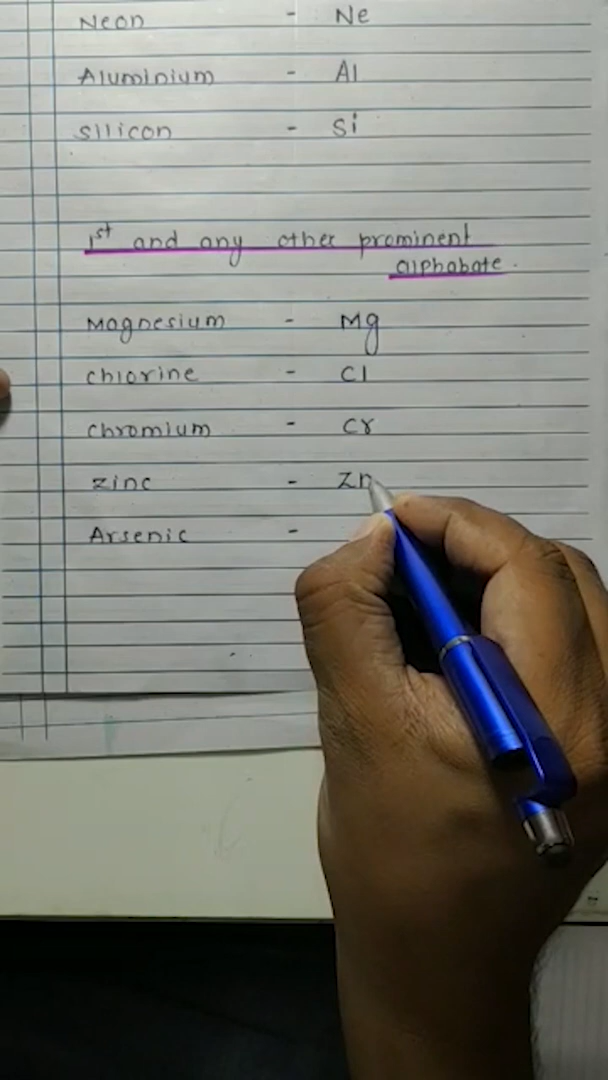 Neon - Ne
Aluminium - Al
Silicon - Si
1st and any other prominent
alphabate.
Magnesium - Mg
chlorine - Cl
chromium - Cr
zinc - Zn
Arsenic -